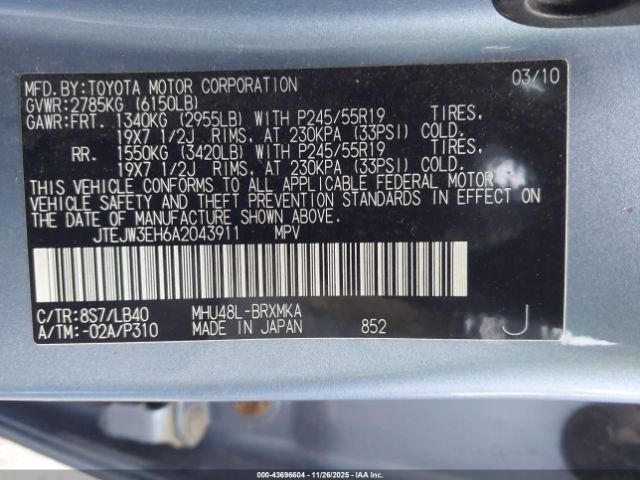 MFD.BY:TOYOTA MOTOR CORPORATION 03/10
GVWR:2785KG (6150LB)
GAWR:FRT. 1340KG (2955LB) WITH P245/55R19 TIRES,
19X7 1/2J RIMS, AT 230KPA (33PSI) COLD.
RR. 1550KG (3420LB) WITH P245/55R19 TIRES,
19X7 1/2J RIMS, AT 230KPA (33PSI) COLD.
THIS VEHICLE CONFORMS TO ALL APPLICABLE FEDERAL MOTOR
VEHICLE SAFETY AND THEFT PREVENTION STANDARDS IN EFFECT ON
THE DATE OF MANUFACTURE SHOWN ABOVE.
JTEJW3EH6A2043911 MPV
C/TR:8S7/LB40 MHU48L-BRXMKA
A/TM:-02A/P310 MADE IN JAPAN 852 J
000-43696604 - 11/26/2025 - IAAI.COM